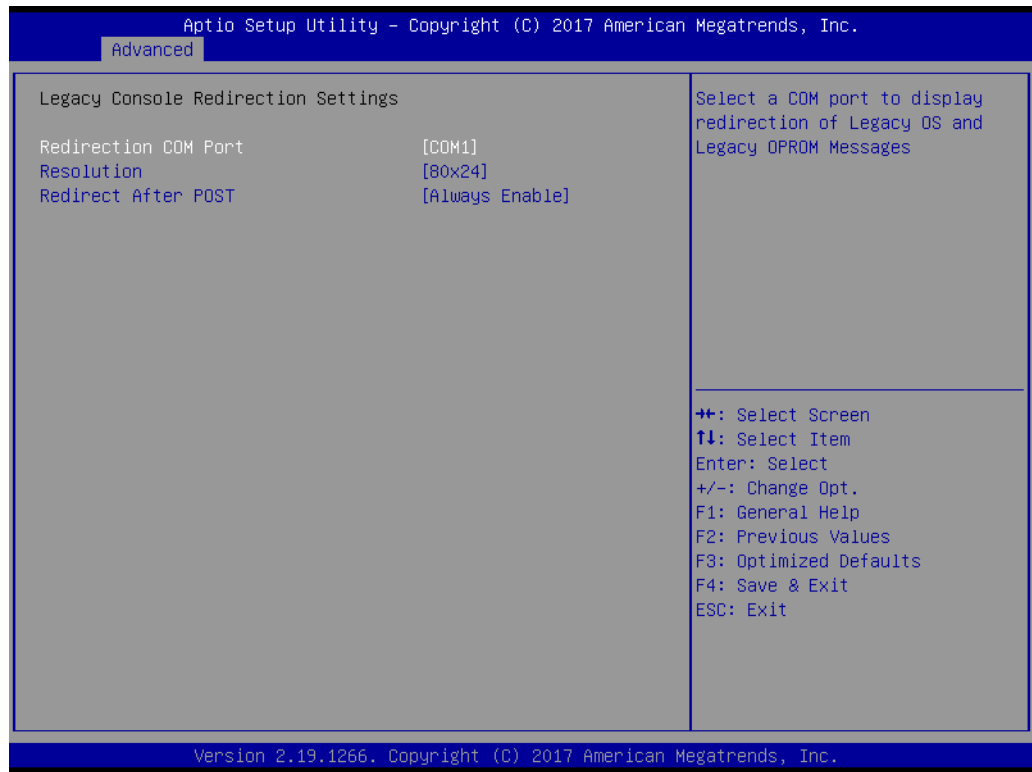 Aptio Setup Utility – Copyright (C) 2017 American Megatrends, Inc.
Advanced
Legacy Console Redirection Settings
Redirection COM Port [COM1]
Resolution [80x24]
Redirect After POST [Always Enable]
Select a COM port to display
redirection of Legacy OS and
Legacy OPROM Messages
→←: Select Screen
↑↓: Select Item
Enter: Select
+/-: Change Opt.
F1: General Help
F2: Previous Values
F3: Optimized Defaults
F4: Save & Exit
ESC: Exit
Version 2.19.1266. Copyright (C) 2017 American Megatrends, Inc.